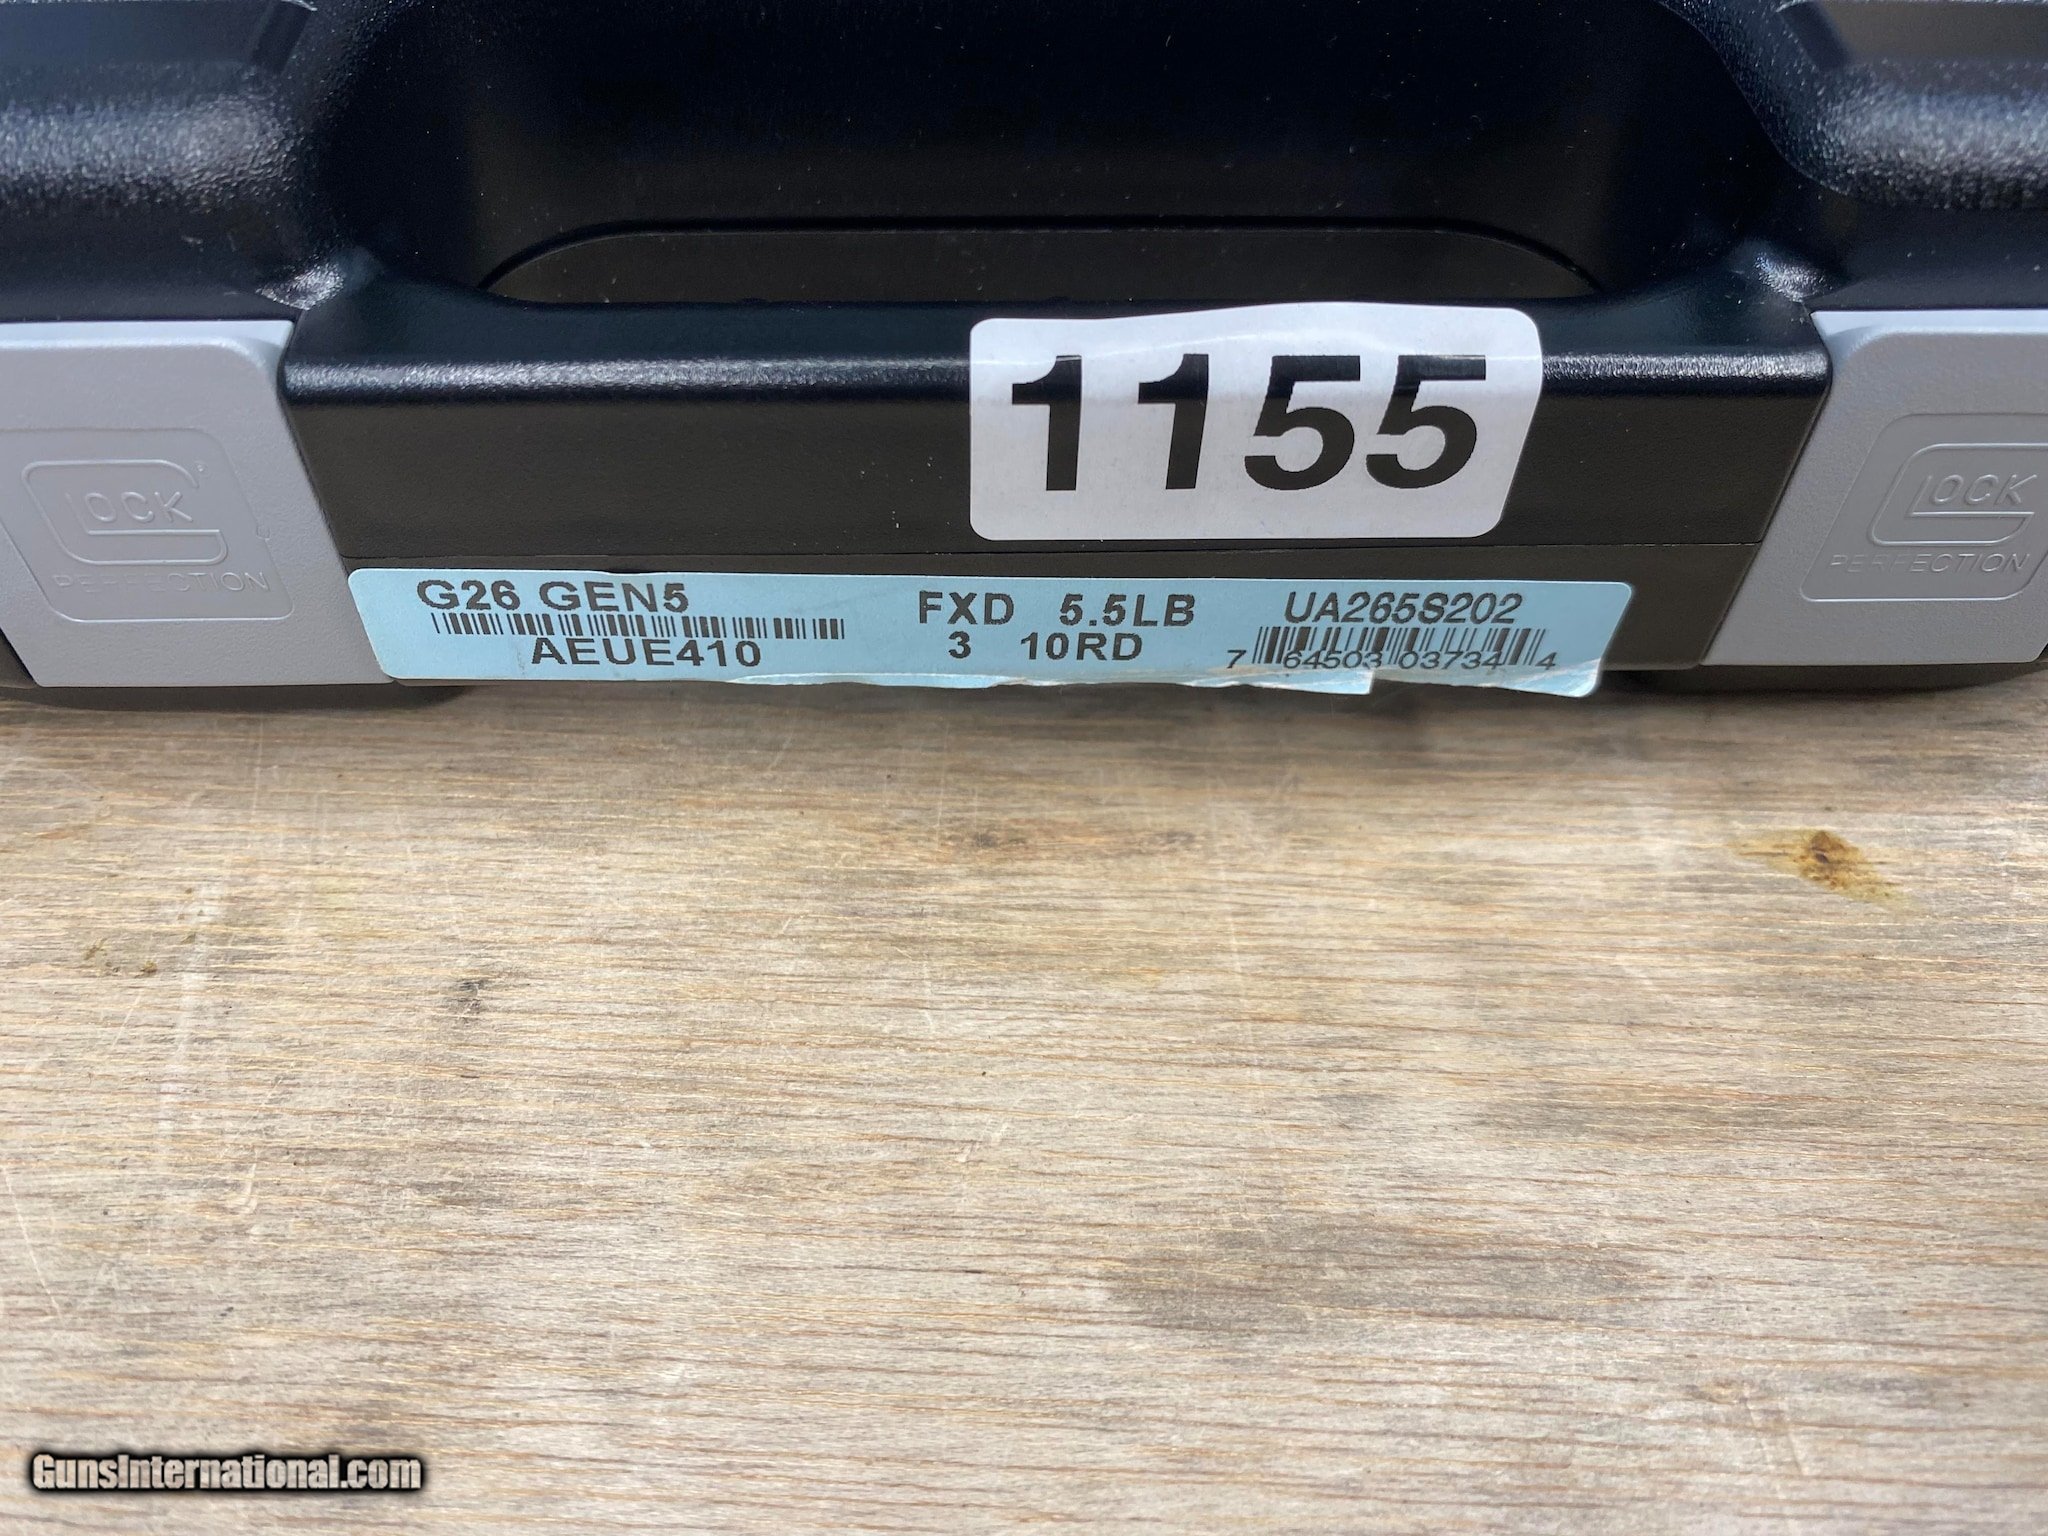 1155
GLOCK
PERFECTION
GLOCK
PERFECTION
G26 GEN5
AEUE410
FXD 5.5LB
3 10RD
UA265S202
7 64503 03734 4
GunsInternational.com